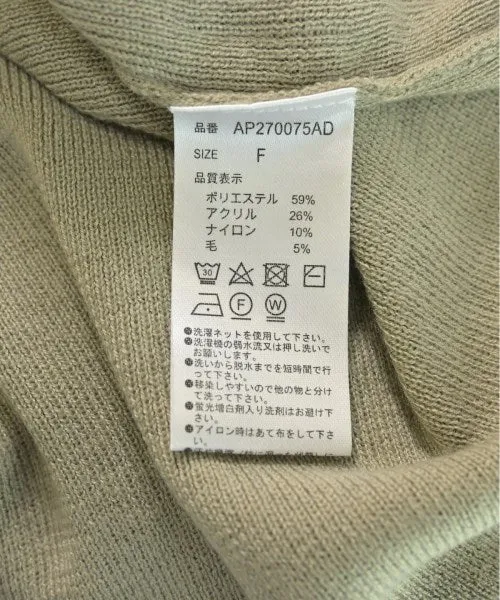 品番 AP270075AD
SIZE F
品質表示
ポリエステル 59%
アクリル 26%
ナイロン 10%
毛 5%
30
F W
洗濯ネットを使用して下さい。
洗濯機の弱水流又は押し洗いで
お願いします。
洗いから脱水までを短時間で行
って下さい。
移染しやすいので他の物と分け
て洗って下さい。
蛍光増白剤入り洗剤はお避け下
さい。
アイロン時はあて布をして下さ
い。